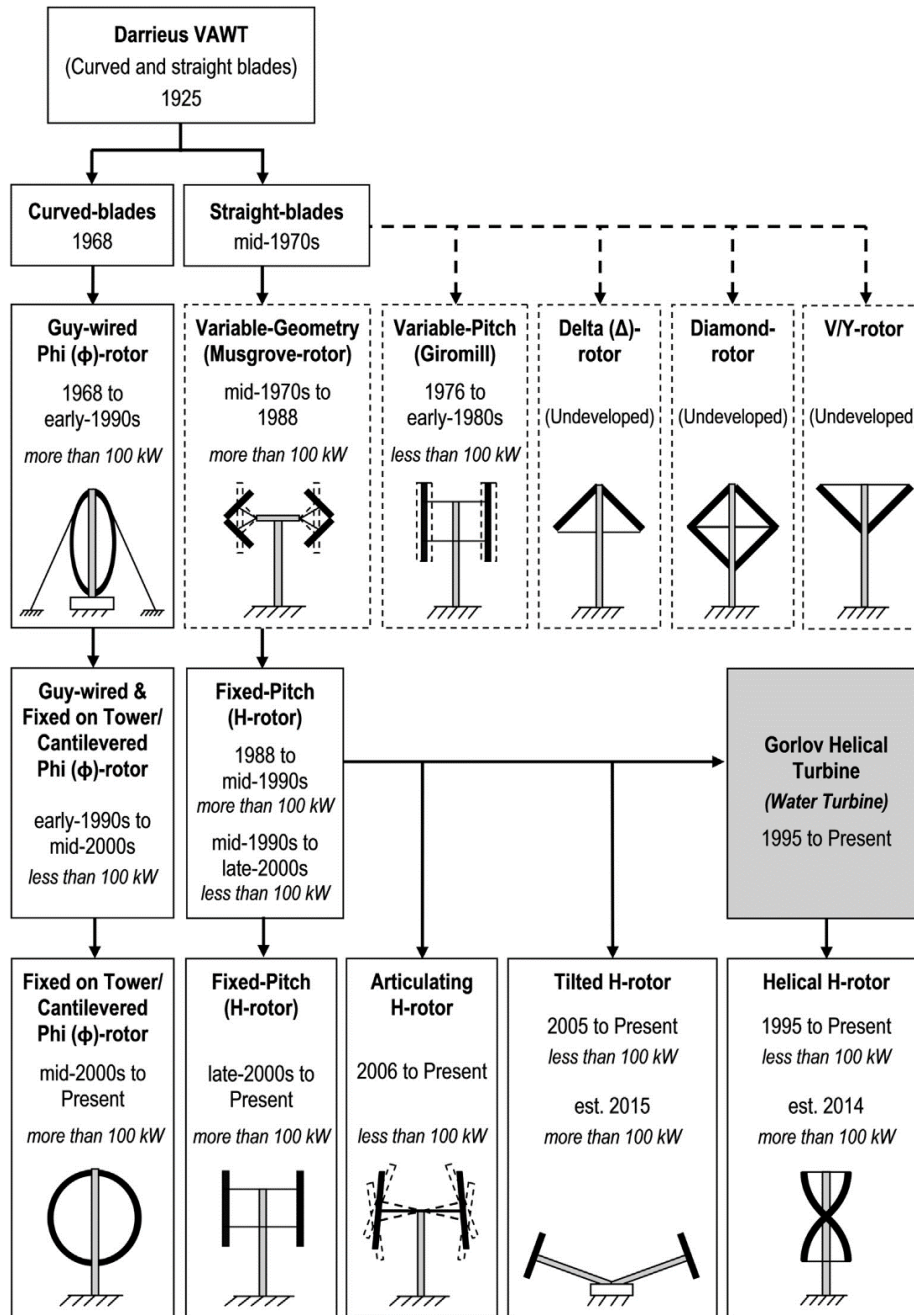 Darrieus VAWT
(Curved and straight blades)
1925
Curved-blades
1968
Straight-blades
mid-1970s
Guy-wired
Phi (ϕ)-rotor
1968 to
early-1990s
more than 100 kW
Variable-Geometry
(Musgrove-rotor)
mid-1970s to
1988
more than 100 kW
Variable-Pitch
(Giromill)
1976 to
early-1980s
less than 100 kW
Delta (Δ)-
rotor
(Undeveloped)
Diamond-
rotor
(Undeveloped)
V/Y-rotor
(Undeveloped)
Guy-wired &
Fixed on Tower/
Cantilevered
Phi (ϕ)-rotor
early-1990s to
mid-2000s
less than 100 kW
Fixed-Pitch
(H-rotor)
1988 to
mid-1990s
more than 100 kW
mid-1990s to
late-2000s
less than 100 kW
Gorlov Helical
Turbine
(Water Turbine)
1995 to Present
Fixed on Tower/
Cantilevered
Phi (ϕ)-rotor
mid-2000s to
Present
more than 100 kW
Fixed-Pitch
(H-rotor)
late-2000s to
Present
more than 100 kW
Articulating
H-rotor
2006 to Present
less than 100 kW
Tilted H-rotor
2005 to Present
less than 100 kW
est. 2015
more than 100 kW
Helical H-rotor
1995 to Present
less than 100 kW
est. 2014
more than 100 kW